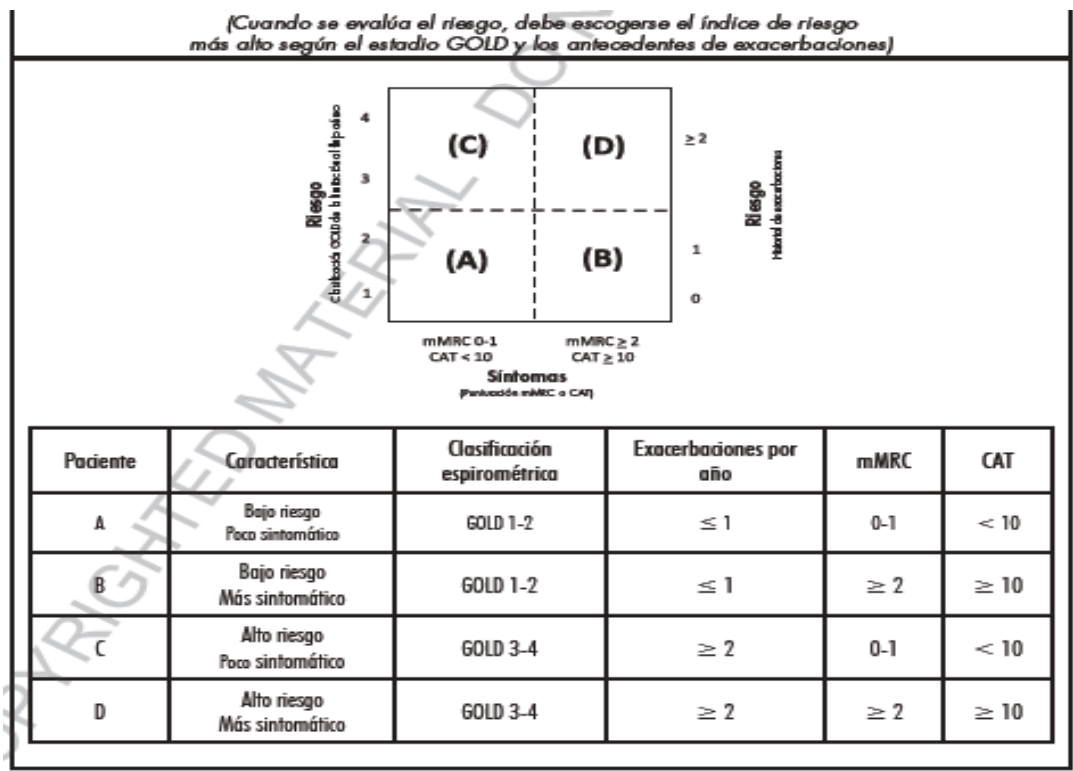 (Cuando se evalúa el riesgo, debe escogerse el índice de riesgo
más alto según el estadio GOLD y los antecedentes de exacerbaciones)
4
3
2
1
Riesgo
(C)
(D)
(A)
(B)
≥ 2
1
0
Riesgo
mMRC 0-1
CAT < 10
mMRC ≥ 2
CAT ≥ 10
Síntomas
Paciente Característica Clasificación espirométrica Exacerbaciones por año mMRC CAT
A Bajo riesgo Poco sintomático GOLD 1-2 ≤ 1 0-1 < 10
B Bajo riesgo Más sintomático GOLD 1-2 ≤ 1 ≥ 2 ≥ 10
C Alto riesgo Poco sintomático GOLD 3-4 ≥ 2 0-1 < 10
D Alto riesgo Más sintomático GOLD 3-4 ≥ 2 ≥ 2 ≥ 10
MATERIAL